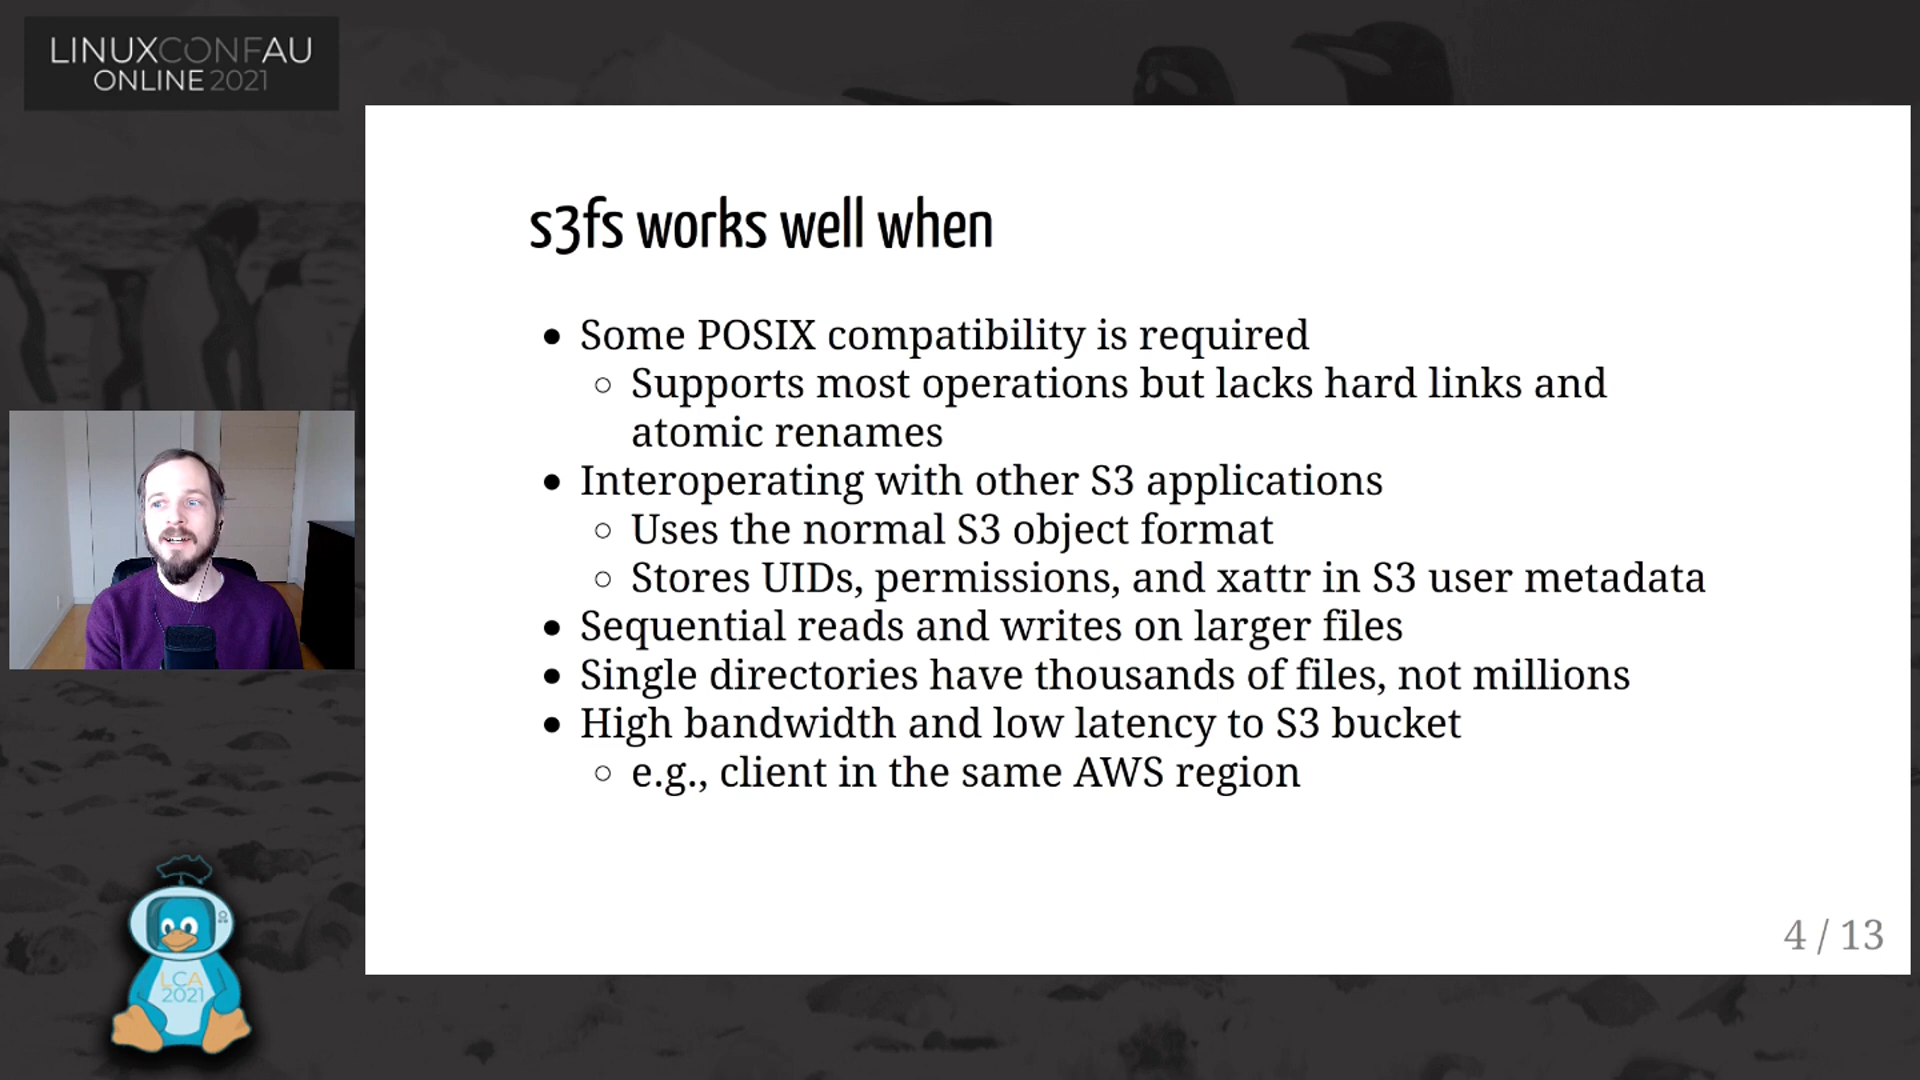 LINUXCONFAU
ONLINE 2021
s3fs works well when
• Some POSIX compatibility is required
○ Supports most operations but lacks hard links and
atomic renames
• Interoperating with other S3 applications
○ Uses the normal S3 object format
○ Stores UIDs, permissions, and xattr in S3 user metadata
• Sequential reads and writes on larger files
• Single directories have thousands of files, not millions
• High bandwidth and low latency to S3 bucket
○ e.g., client in the same AWS region
4 / 13
LCA
2021